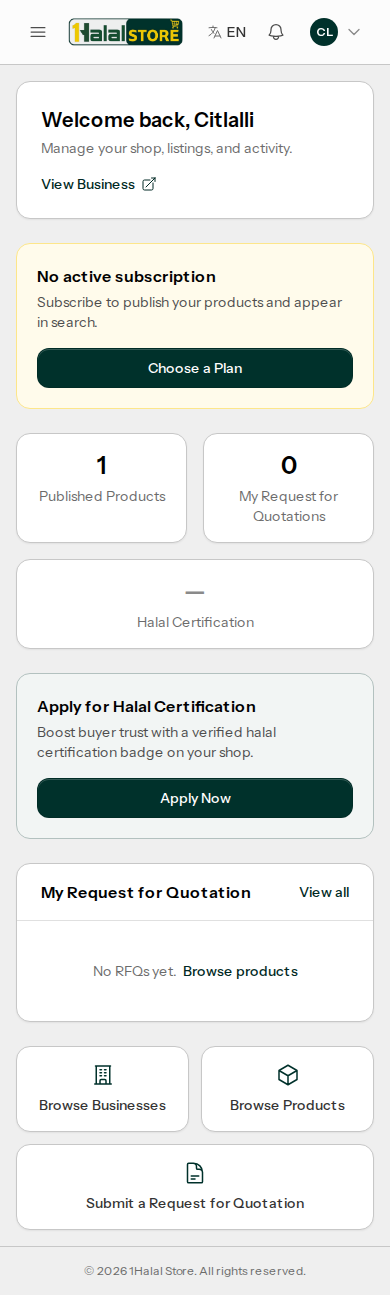 1Halal STORE
EN
CL
Welcome back, Citlalli
Manage your shop, listings, and activity.
View Business
No active subscription
Subscribe to publish your products and appear
in search.
Choose a Plan
1
Published Products
0
My Request for
Quotations
—
Halal Certification
Apply for Halal Certification
Boost buyer trust with a verified halal
certification badge on your shop.
Apply Now
My Request for Quotation
View all
No RFQs yet. Browse products
Browse Businesses
Browse Products
Submit a Request for Quotation
© 2026 1Halal Store. All rights reserved.